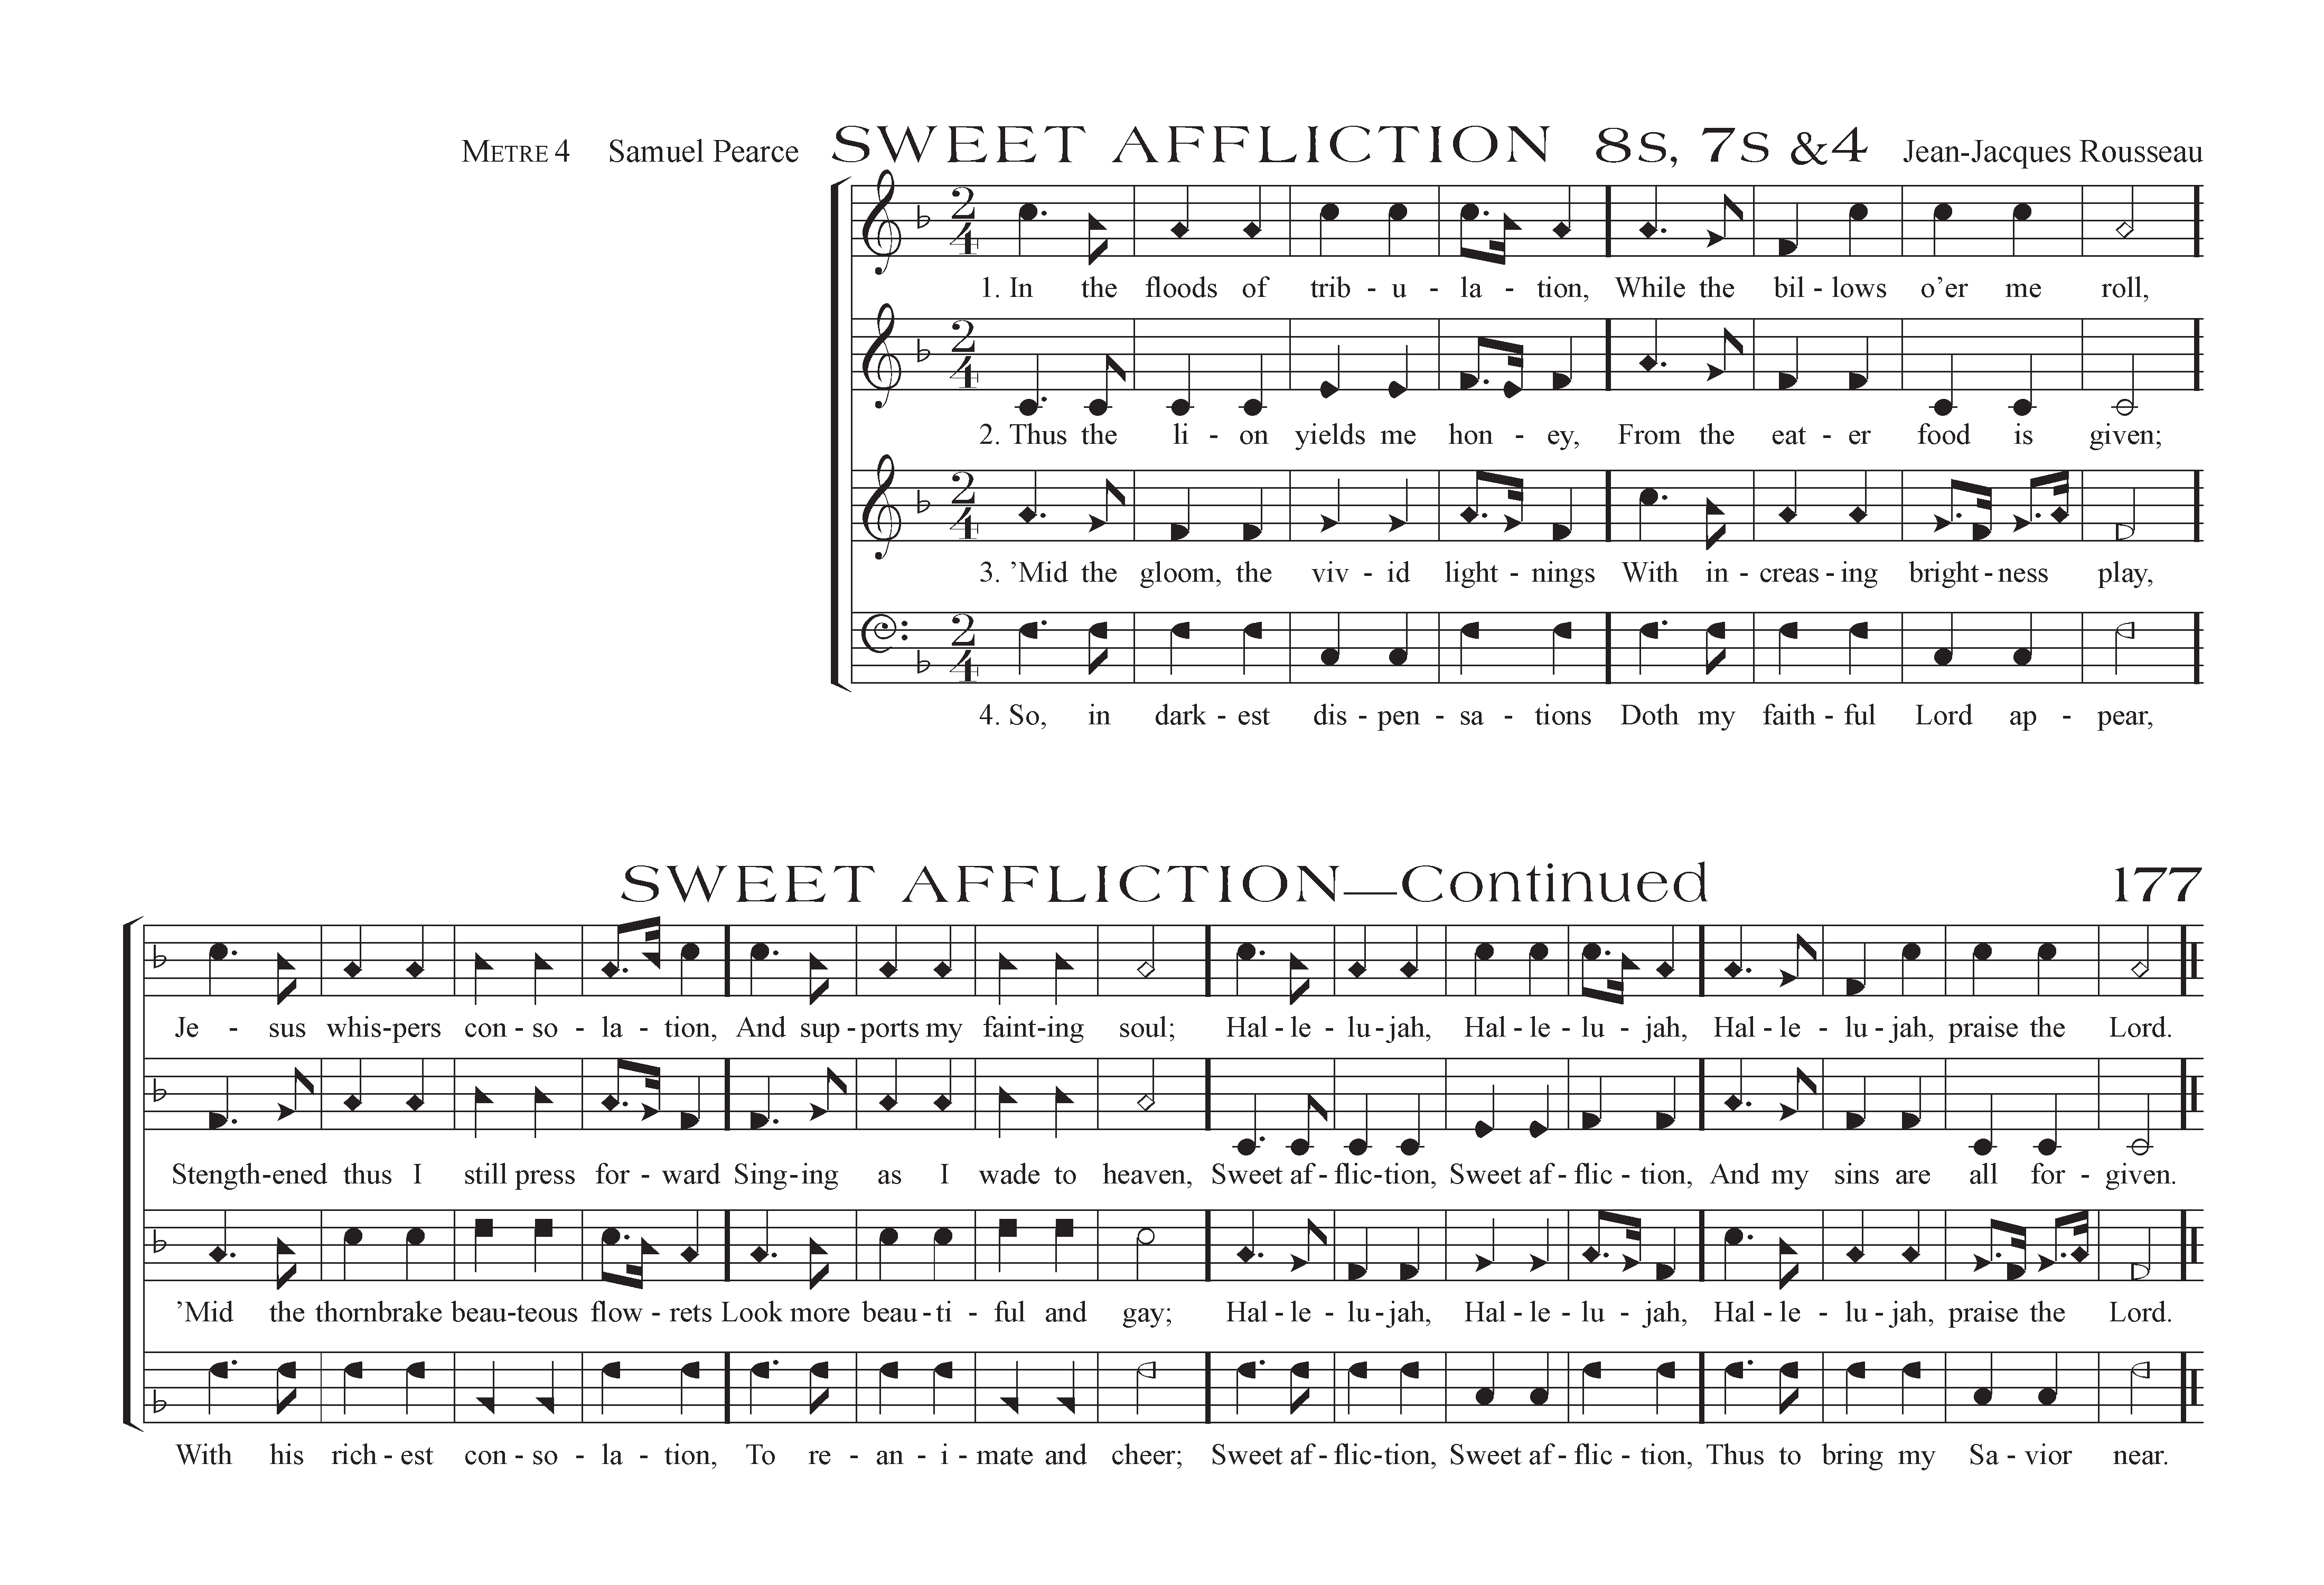 METRE 4 Samuel Pearce SWEET AFFLICTION 8s, 7s &4 Jean-Jacques Rousseau
2 4
1. In the floods of trib - u - la - tion, While the bil - lows o’er me roll,
2 4
2. Thus the li - on yields me hon - ey, From the eat - er food is given;
2 4
3. ’Mid the gloom, the viv - id light - nings With in - creas - ing bright - ness play,
2 4
4. So, in dark - est dis - pen - sa - tions Doth my faith - ful Lord ap - pear,
SWEET AFFLICTION—Continued 177
Je - sus whis-pers con - so - la - tion, And sup - ports my faint-ing soul; Hal - le - lu - jah, Hal - le - lu - jah, Hal - le - lu - jah, praise the Lord.
Stength-ened thus I still press for - ward Sing-ing as I wade to heaven, Sweet af - flic-tion, Sweet af - flic - tion, And my sins are all for - given.
’Mid the thornbrake beau-teous flow - rets Look more beau - ti - ful and gay; Hal - le - lu - jah, Hal - le - lu - jah, Hal - le - lu - jah, praise the Lord.
With his rich - est con - so - la - tion, To re - an - i - mate and cheer; Sweet af - flic-tion, Sweet af - flic - tion, Thus to bring my Sa - vior near.